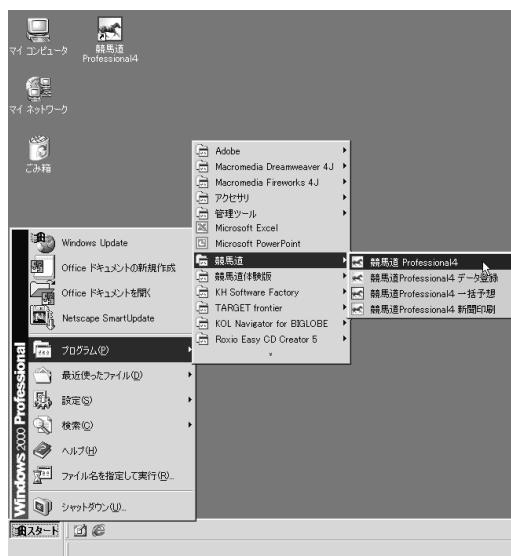 マイ コンピュータ
競馬道
Professional4
マイ ネットワーク
ごみ箱
Windows Update
Office ドキュメントの新規作成
Office ドキュメントを開く
Netscape SmartUpdate
プログラム(P)
最近使ったファイル(D)
設定(S)
検索(C)
ヘルプ(H)
ファイル名を指定して実行(R)...
シャットダウン(U)...
Windows 2000 Professional
スタート
Adobe
Macromedia Dreamweaver 4J
Macromedia Fireworks 4J
アクセサリ
管理ツール
Microsoft Excel
Microsoft PowerPoint
競馬道
競馬道体験版
KH Software Factory
TARGET frontier
KOL Navigator for BIGLOBE
Roxio Easy CD Creator 5
競馬道 Professional4
競馬道Professional4 データ登録
競馬道Professional4 一括予想
競馬道Professional4 新聞印刷